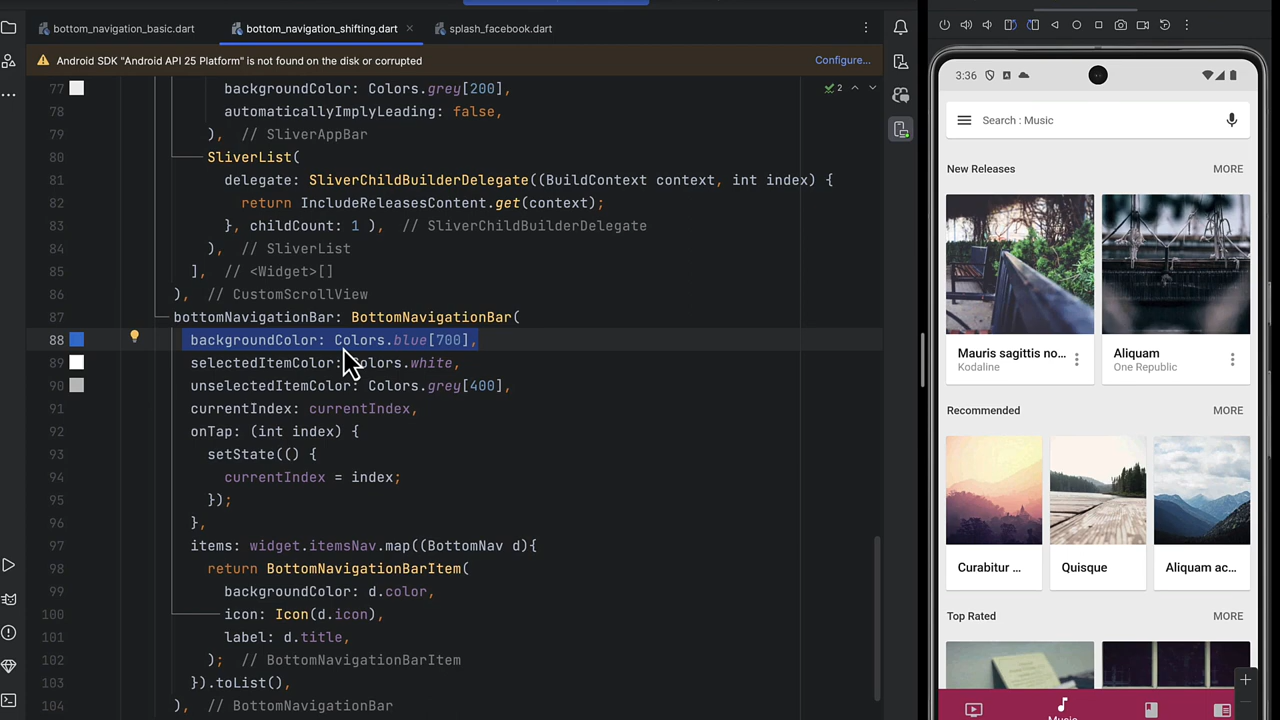 bottom_navigation_basic.dart
bottom_navigation_shifting.dart
splash_facebook.dart
Android SDK "Android API 25 Platform" is not found on the disk or corrupted
Configure...
2
77 backgroundColor: Colors.grey[200],
78 automaticallyImplyLeading: false,
79 ), // SliverAppBar
80 SliverList(
81 delegate: SliverChildBuilderDelegate((BuildContext context, int index) {
82 return IncludeReleasesContent.get(context);
83 }, childCount: 1 ), // SliverChildBuilderDelegate
84 ), // SliverList
85 ], // <Widget>[]
86 ), // CustomScrollView
87 bottomNavigationBar: BottomNavigationBar(
88 backgroundColor: Colors.blue[700],
89 selectedItemColor: Colors.white,
90 unselectedItemColor: Colors.grey[400],
91 currentIndex: currentIndex,
92 onTap: (int index) {
93 setState(() {
94 currentIndex = index;
95 });
96 },
97 items: widget.itemsNav.map((BottomNav d){
98 return BottomNavigationBarItem(
99 backgroundColor: d.color,
100 icon: Icon(d.icon),
101 label: d.title,
102 ); // BottomNavigationBarItem
103 }).toList(),
104 ), // BottomNavigationBar
3:36
Search : Music
New Releases MORE
Mauris sagittis no...
Kodaline
Aliquam
One Republic
Recommended MORE
Curabitur ...
Quisque
Aliquam ac...
Top Rated MORE
Music